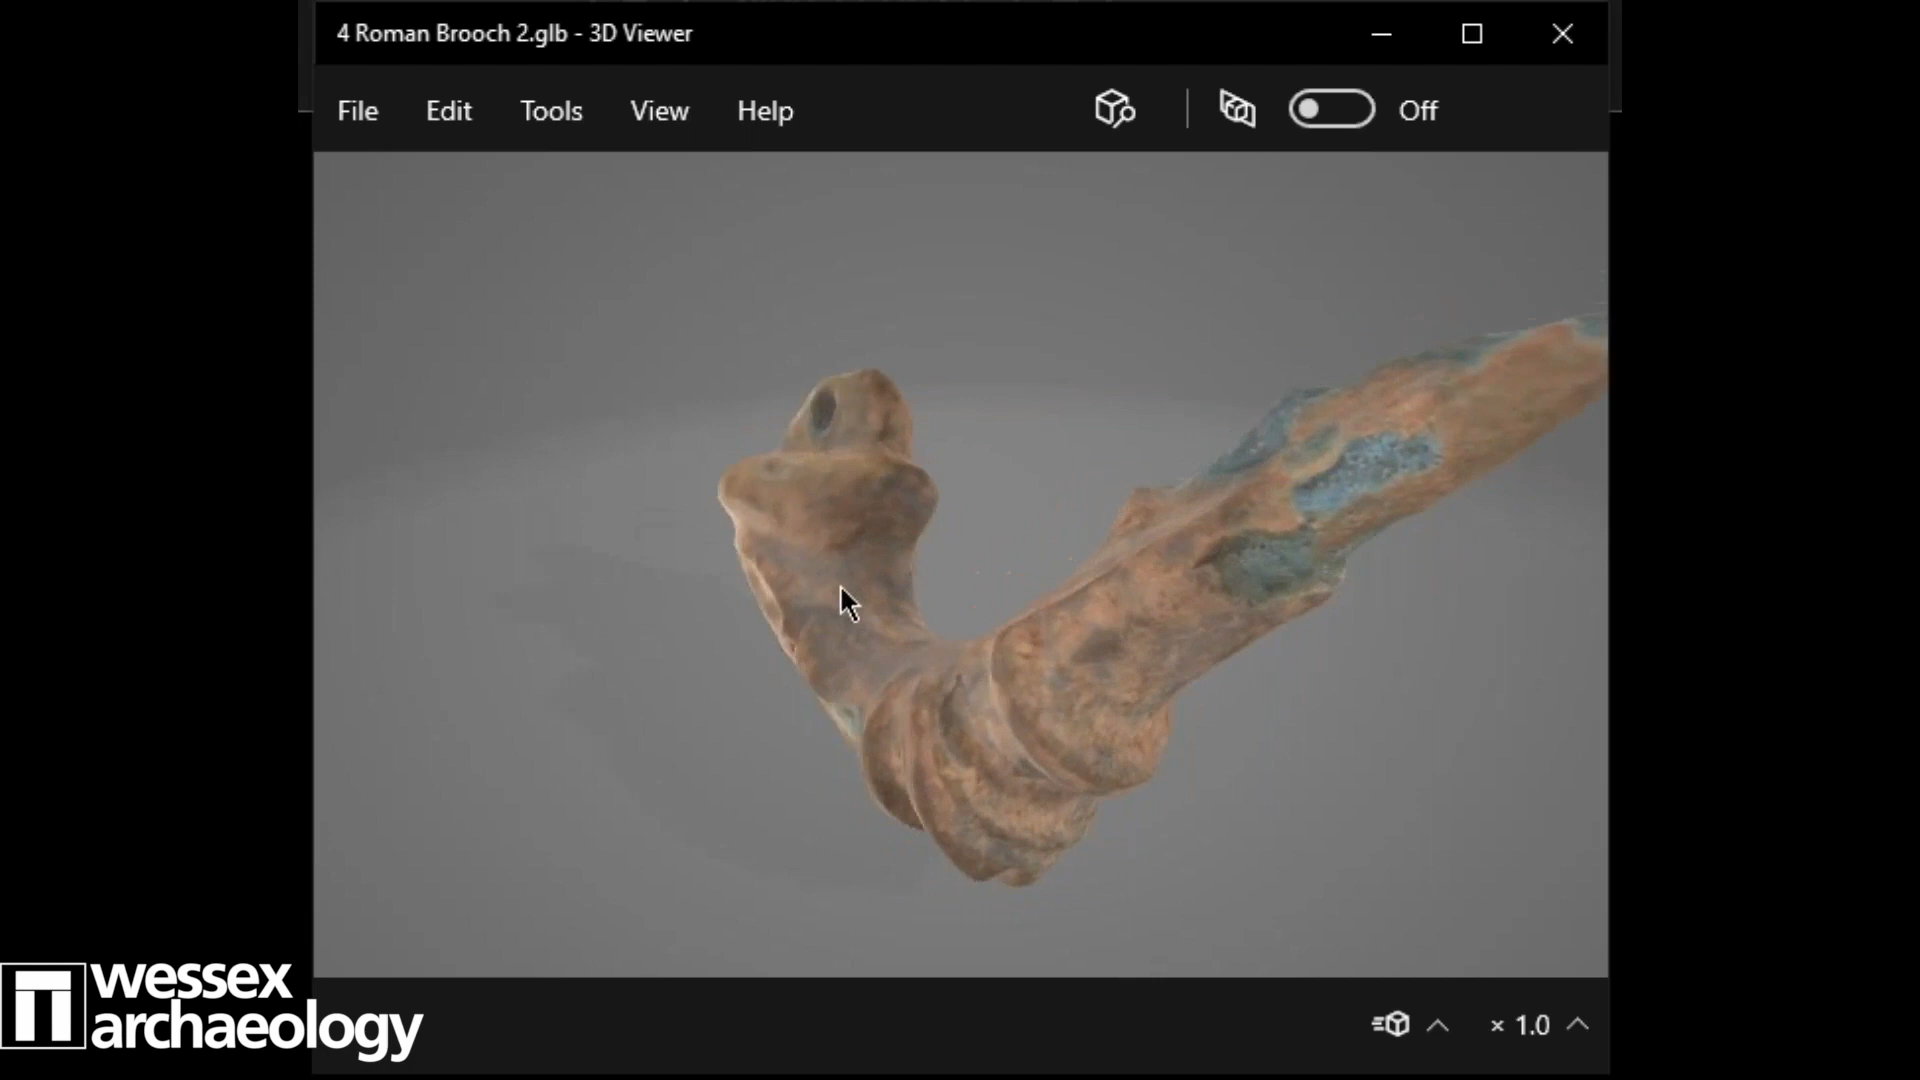 4 Roman Brooch 2.glb - 3D Viewer
File Edit Tools View Help Off
wessex
archaeology
× 1.0